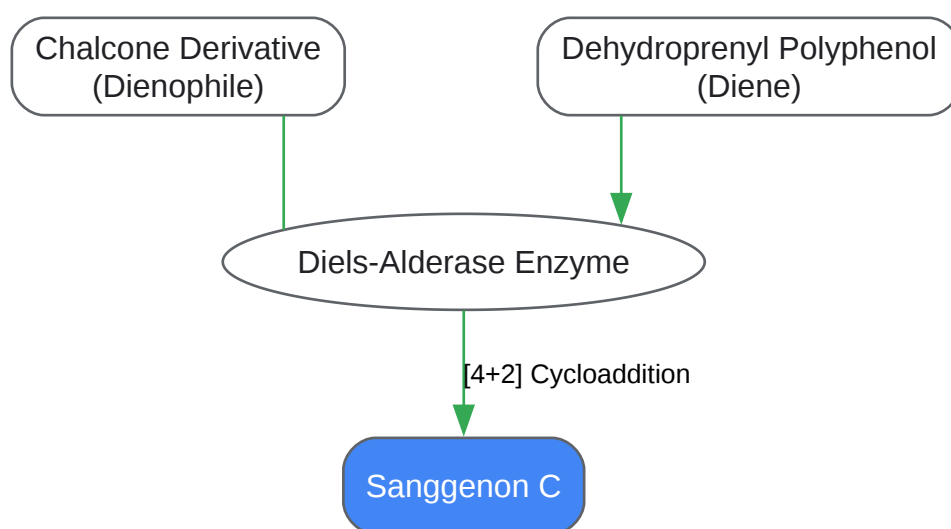 Chalcone Derivative
(Dienophile)
Dehydroprenyl Polyphenol
(Diene)
Diels-Alderase Enzyme
[4+2] Cycloaddition
Sanggenon C